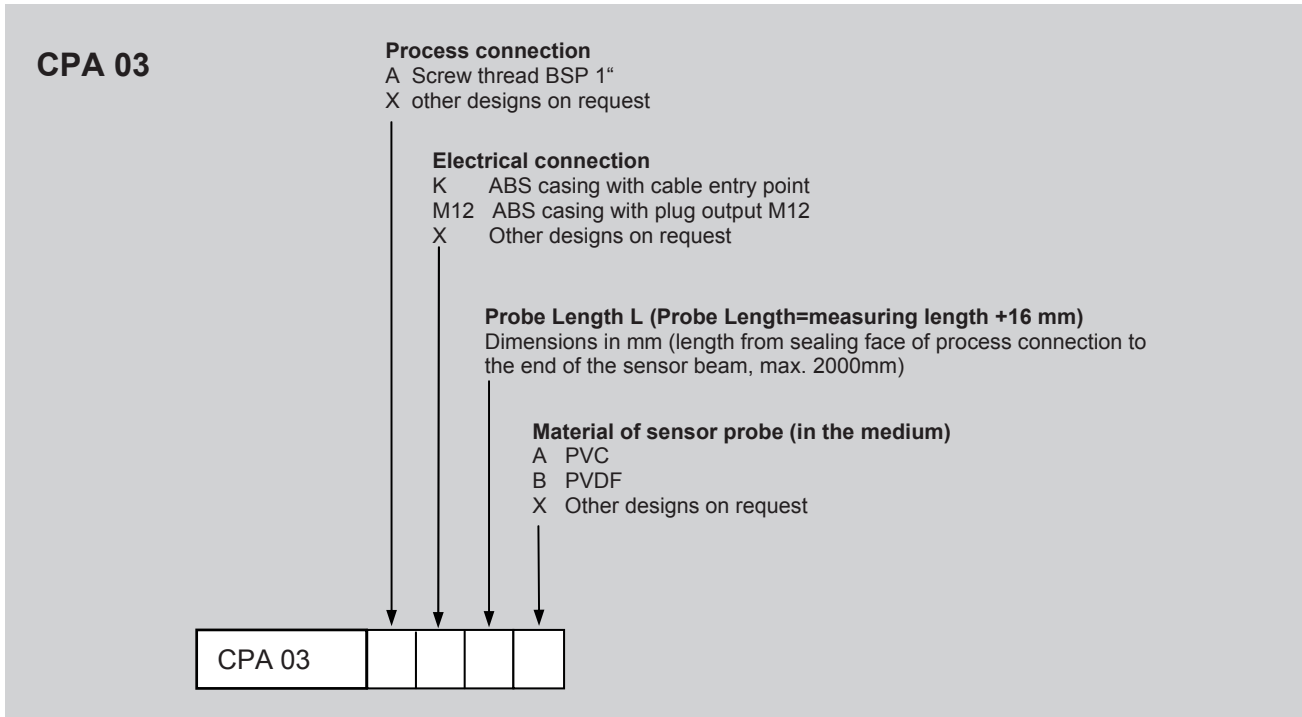 CPA 03
Process connection
A Screw thread BSP 1“
X other designs on request
Electrical connection
K ABS casing with cable entry point
M12 ABS casing with plug output M12
X Other designs on request
Probe Length L (Probe Length=measuring length +16 mm)
Dimensions in mm (length from sealing face of process connection to
the end of the sensor beam, max. 2000mm)
Material of sensor probe (in the medium)
A PVC
B PVDF
X Other designs on request
CPA 03